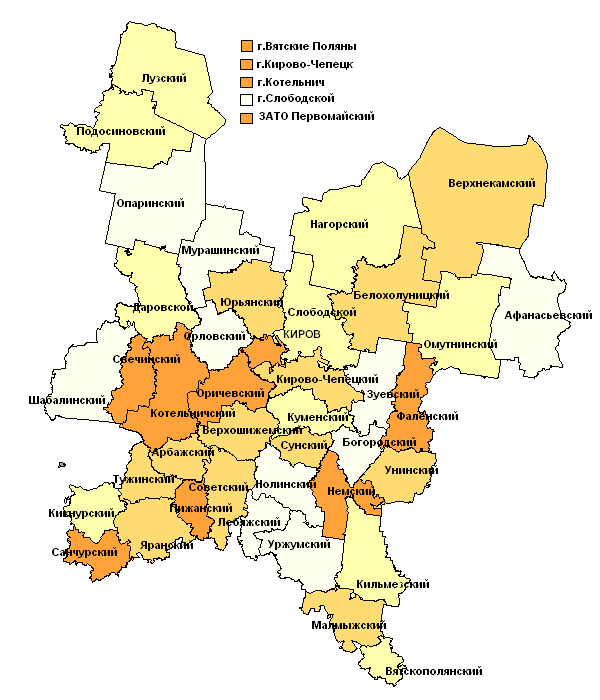 г.Вятские Поляны
г.Кирово-Чепецк
г.Котельнич
г.Слободской
ЗАТО Первомайский
Лузский
Подосиновский
Опаринский
Верхнекамский
Нагорский
Мурашинский
Даровской
Юрьянский
Белохолуницкий
Слободской
Афанасьевский
Орловский
КИРОВ
Омутнинский
Свечинский
Шабалинский
Оричевский
Кирово-Чепецкий
Зуевский
Котельничский
Куменский
Фаленский
Верхошижемский
Сунский
Богородский
Арбажский
Унинский
Тужинский
Советский
Нолинский
Немский
Кикнурский
Пижанский
Лебяжский
Санчурский
Яранский
Уржумский
Кильмезский
Малмыжский
Вятскополянский